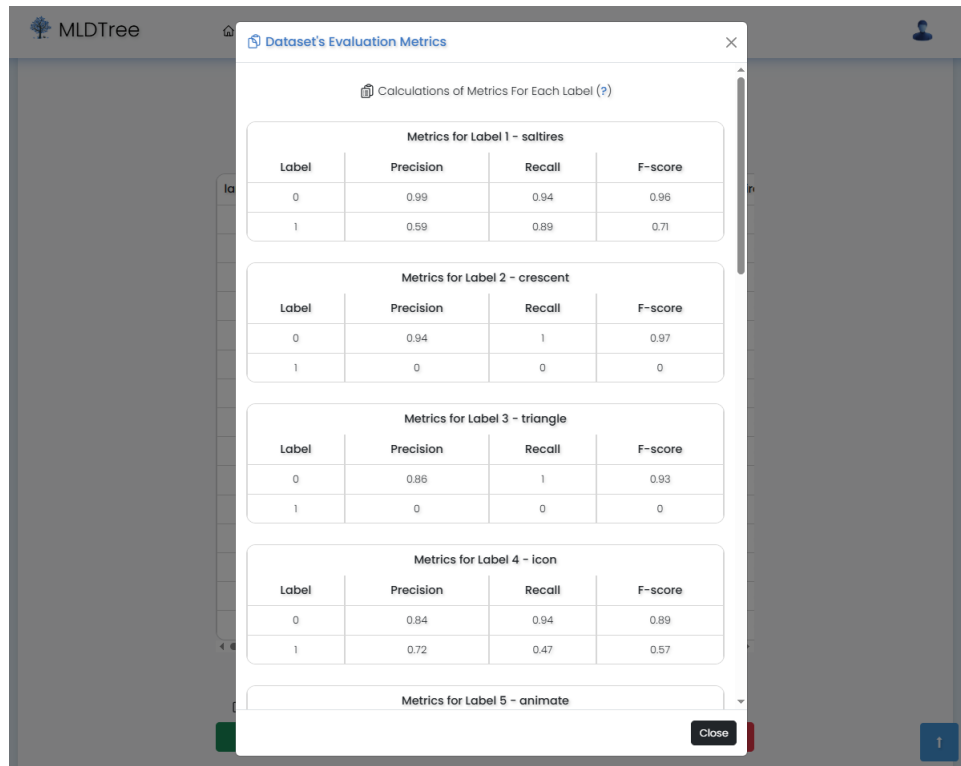 MLDTree
Dataset's Evaluation Metrics
Calculations of Metrics For Each Label (?)
Metrics for Label 1 - saltires
Label Precision Recall F-score
0 0.99 0.94 0.96
1 0.59 0.89 0.71
Metrics for Label 2 - crescent
Label Precision Recall F-score
0 0.94 1 0.97
1 0 0 0
Metrics for Label 3 - triangle
Label Precision Recall F-score
0 0.86 1 0.93
1 0 0 0
Metrics for Label 4 - icon
Label Precision Recall F-score
0 0.84 0.94 0.89
1 0.72 0.47 0.57
Metrics for Label 5 - animate
Close